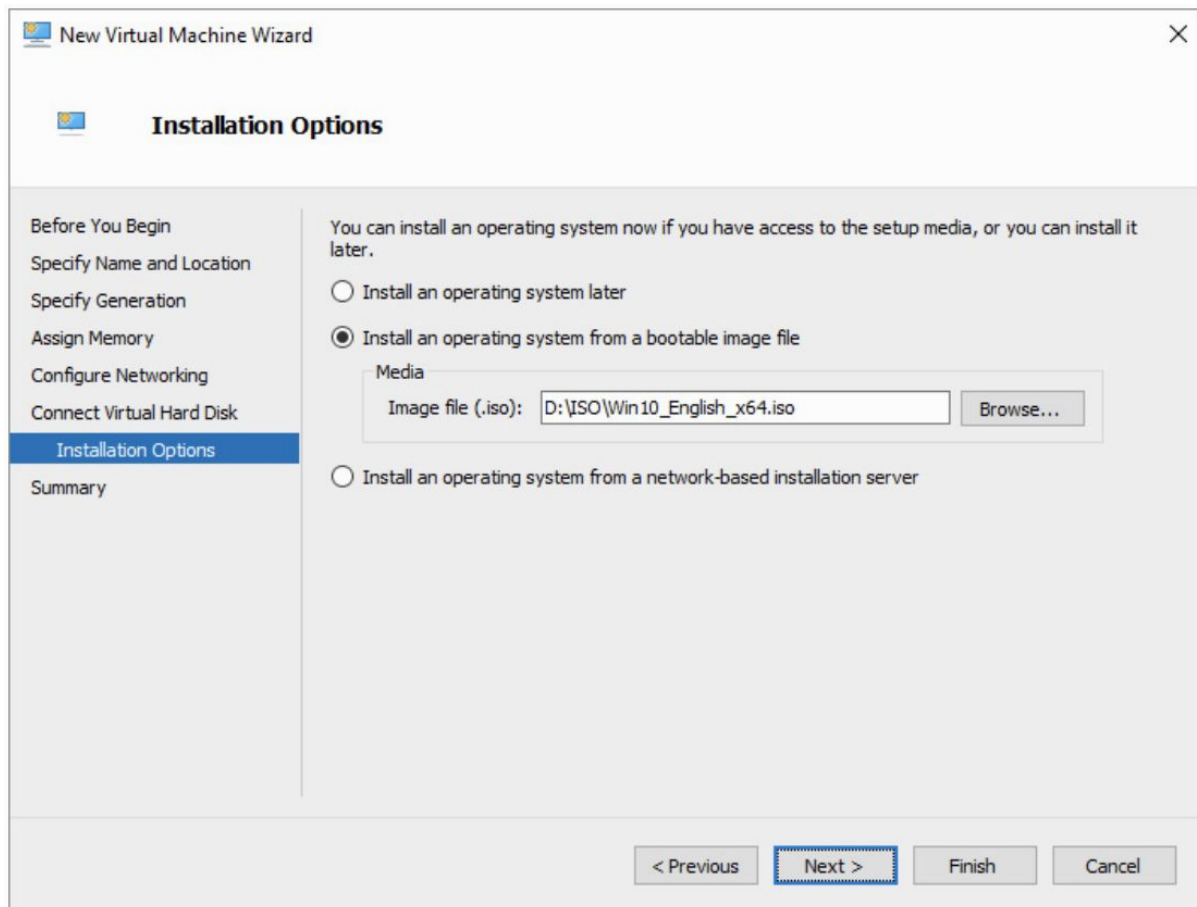 New Virtual Machine Wizard
Installation Options
Before You Begin
Specify Name and Location
Specify Generation
Assign Memory
Configure Networking
Connect Virtual Hard Disk
Installation Options
Summary
You can install an operating system now if you have access to the setup media, or you can install it
later.
Install an operating system later
Install an operating system from a bootable image file
Media
Image file (.iso): D:\ISO\Win10_English_x64.iso Browse...
Install an operating system from a network-based installation server
< Previous Next > Finish Cancel